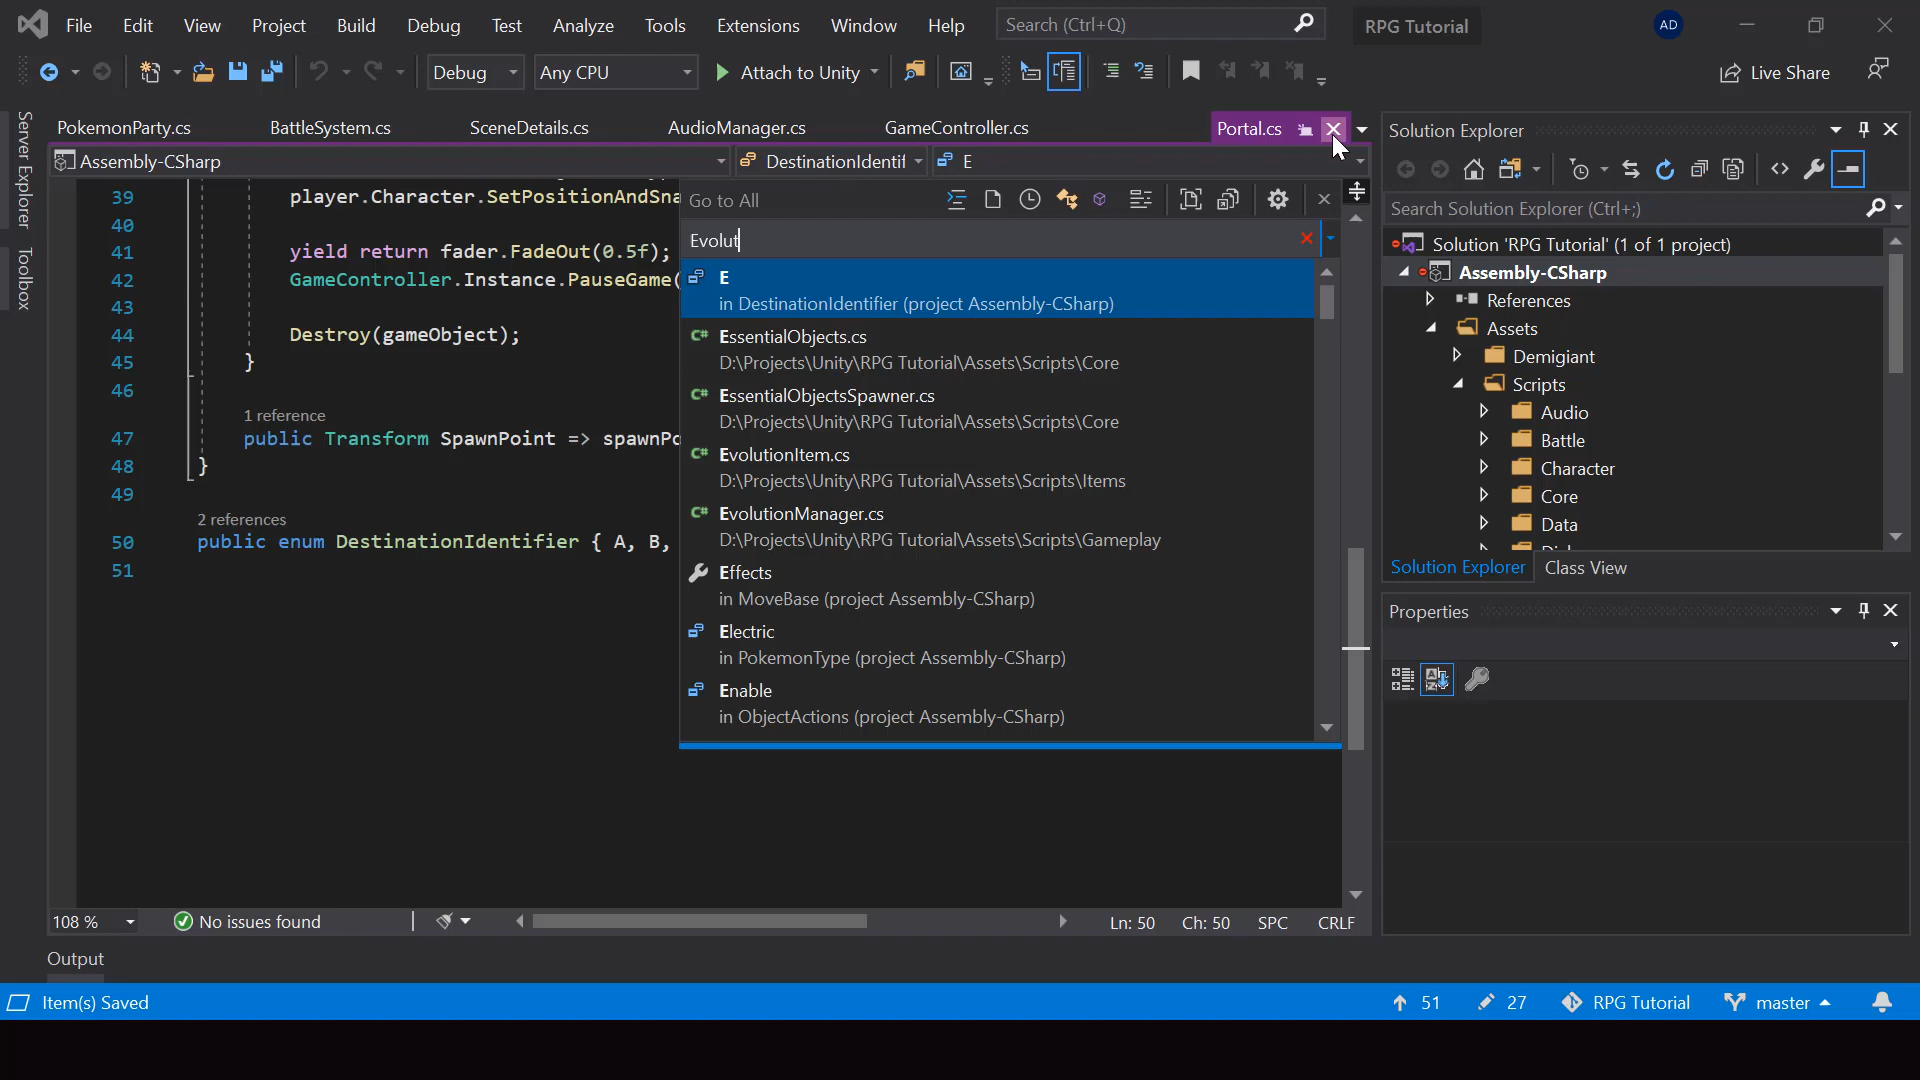 File Edit View Project Build Debug Test Analyze Tools Extensions Window Help Search (Ctrl+Q) RPG Tutorial AD
Debug Any CPU Attach to Unity Live Share
Server Explorer
Toolbox
PokemonParty.cs BattleSystem.cs SceneDetails.cs AudioManager.cs GameController.cs Portal.cs
Assembly-CSharp DestinationIdentif E
39 player.Character.SetPositionAndSna
40
41 yield return fader.FadeOut(0.5f);
42 GameController.Instance.PauseGame(
43
44 Destroy(gameObject);
45 }
46
1 reference
47 public Transform SpawnPoint => spawnPo
48 }
49
2 references
50 public enum DestinationIdentifier { A, B,
51
Go to All
Evolut
E
in DestinationIdentifier (project Assembly-CSharp)
C# EssentialObjects.cs
D:\Projects\Unity\RPG Tutorial\Assets\Scripts\Core
C# EssentialObjectsSpawner.cs
D:\Projects\Unity\RPG Tutorial\Assets\Scripts\Core
C# EvolutionItem.cs
D:\Projects\Unity\RPG Tutorial\Assets\Scripts\Items
C# EvolutionManager.cs
D:\Projects\Unity\RPG Tutorial\Assets\Scripts\Gameplay
Effects
in MoveBase (project Assembly-CSharp)
Electric
in PokemonType (project Assembly-CSharp)
Enable
in ObjectActions (project Assembly-CSharp)
108 % No issues found Ln: 50 Ch: 50 SPC CRLF
Solution Explorer
Search Solution Explorer (Ctrl+;)
Solution 'RPG Tutorial' (1 of 1 project)
Assembly-CSharp
References
Assets
Demigiant
Scripts
Audio
Battle
Character
Core
Data
Solution Explorer Class View
Properties
Output
Item(s) Saved 51 27 RPG Tutorial master